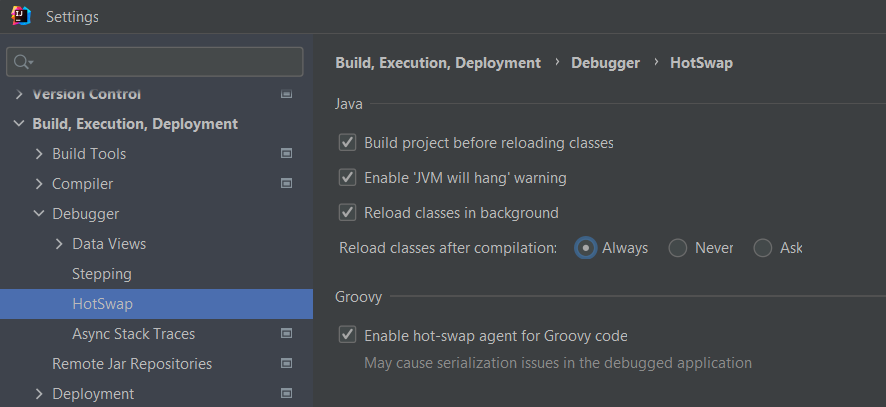 Settings
Version Control
Build, Execution, Deployment
Build Tools
Compiler
Debugger
Data Views
Stepping
HotSwap
Async Stack Traces
Remote Jar Repositories
Deployment
Build, Execution, Deployment › Debugger › HotSwap
Java
Build project before reloading classes
Enable 'JVM will hang' warning
Reload classes in background
Reload classes after compilation: Always Never Ask
Groovy
Enable hot-swap agent for Groovy code
May cause serialization issues in the debugged application